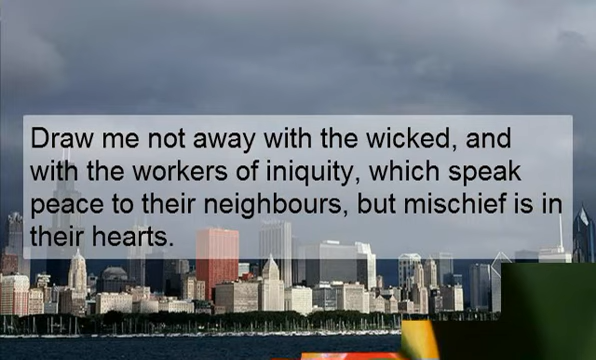 Draw me not away with the wicked, and
with the workers of iniquity, which speak
peace to their neighbours, but mischief is in
their hearts.